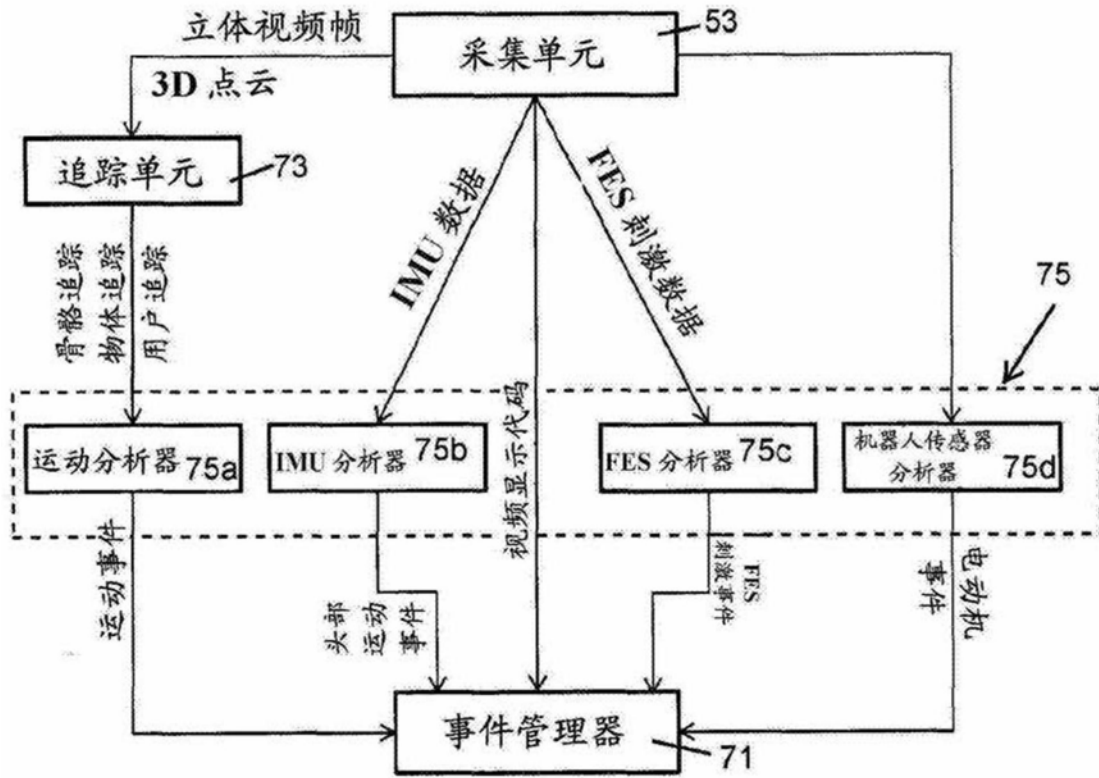 立体视频帧
3D 点云
采集单元
53
追踪单元
73
IMU 数据
FES 刺激数据
骨骼追踪
物体追踪
用户追踪
75
运动分析器
75a
IMU 分析器
75b
视频显示代码
FES 分析器
75c
机器人传感器
分析器
75d
运动事件
头部
运动
事件
FES
刺激事件
电动机
事件
事件管理器
71